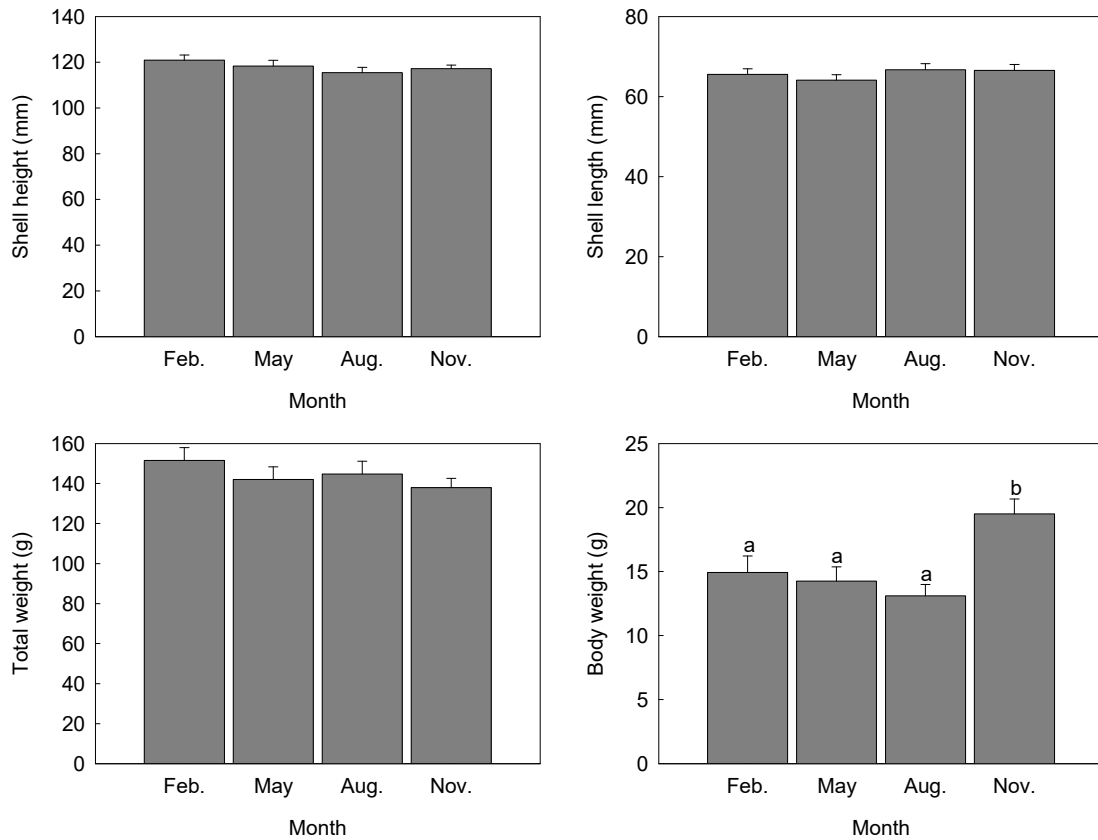 Shell height (mm)
140
120
100
80
60
40
20
0
Feb. May Aug. Nov.
Month
Shell length (mm)
80
60
40
20
0
Feb. May Aug. Nov.
Month
Total weight (g)
160
140
120
100
80
60
40
20
0
Feb. May Aug. Nov.
Month
Body weight (g)
25
20
15
10
5
0
a a a b
Feb. May Aug. Nov.
Month